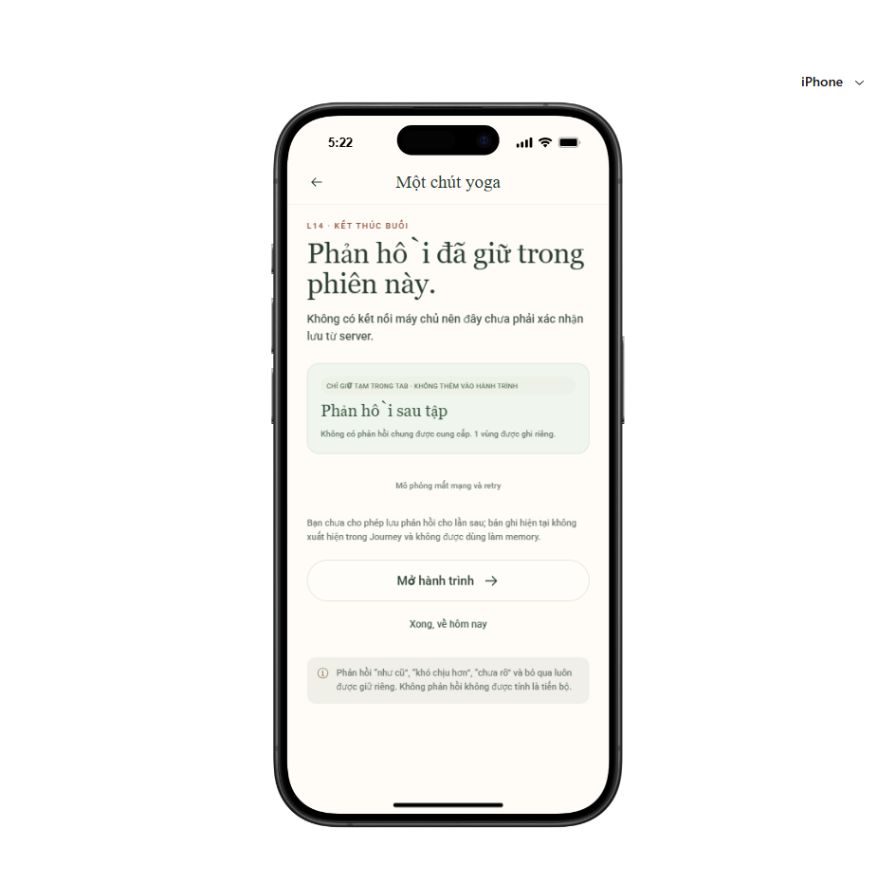 iPhone
5:22
Một chút yoga
L14 · KẾT THÚC BUỔI
Phản hồi đã giữ trong
phiên này.
Không có kết nối máy chủ nên đây chưa phải xác nhận
lưu từ server.
CHỈ GIỮ TẠM TRONG TAB · KHÔNG THÊM VÀO HÀNH TRÌNH
Phản hồi sau tập
Không có phản hồi chung được cung cấp. 1 vùng được ghi riêng.
Mô phỏng mất mạng và retry
Bạn chưa cho phép lưu phản hồi cho lần sau; bản ghi hiện tại không
xuất hiện trong Journey và không được dùng làm memory.
Mở hành trình →
Xong, về hôm nay
Phản hồi “như cũ”, “khó chịu hơn”, “chưa rõ” và bỏ qua luôn
được giữ riêng. Không phản hồi không được tính là tiến bộ.